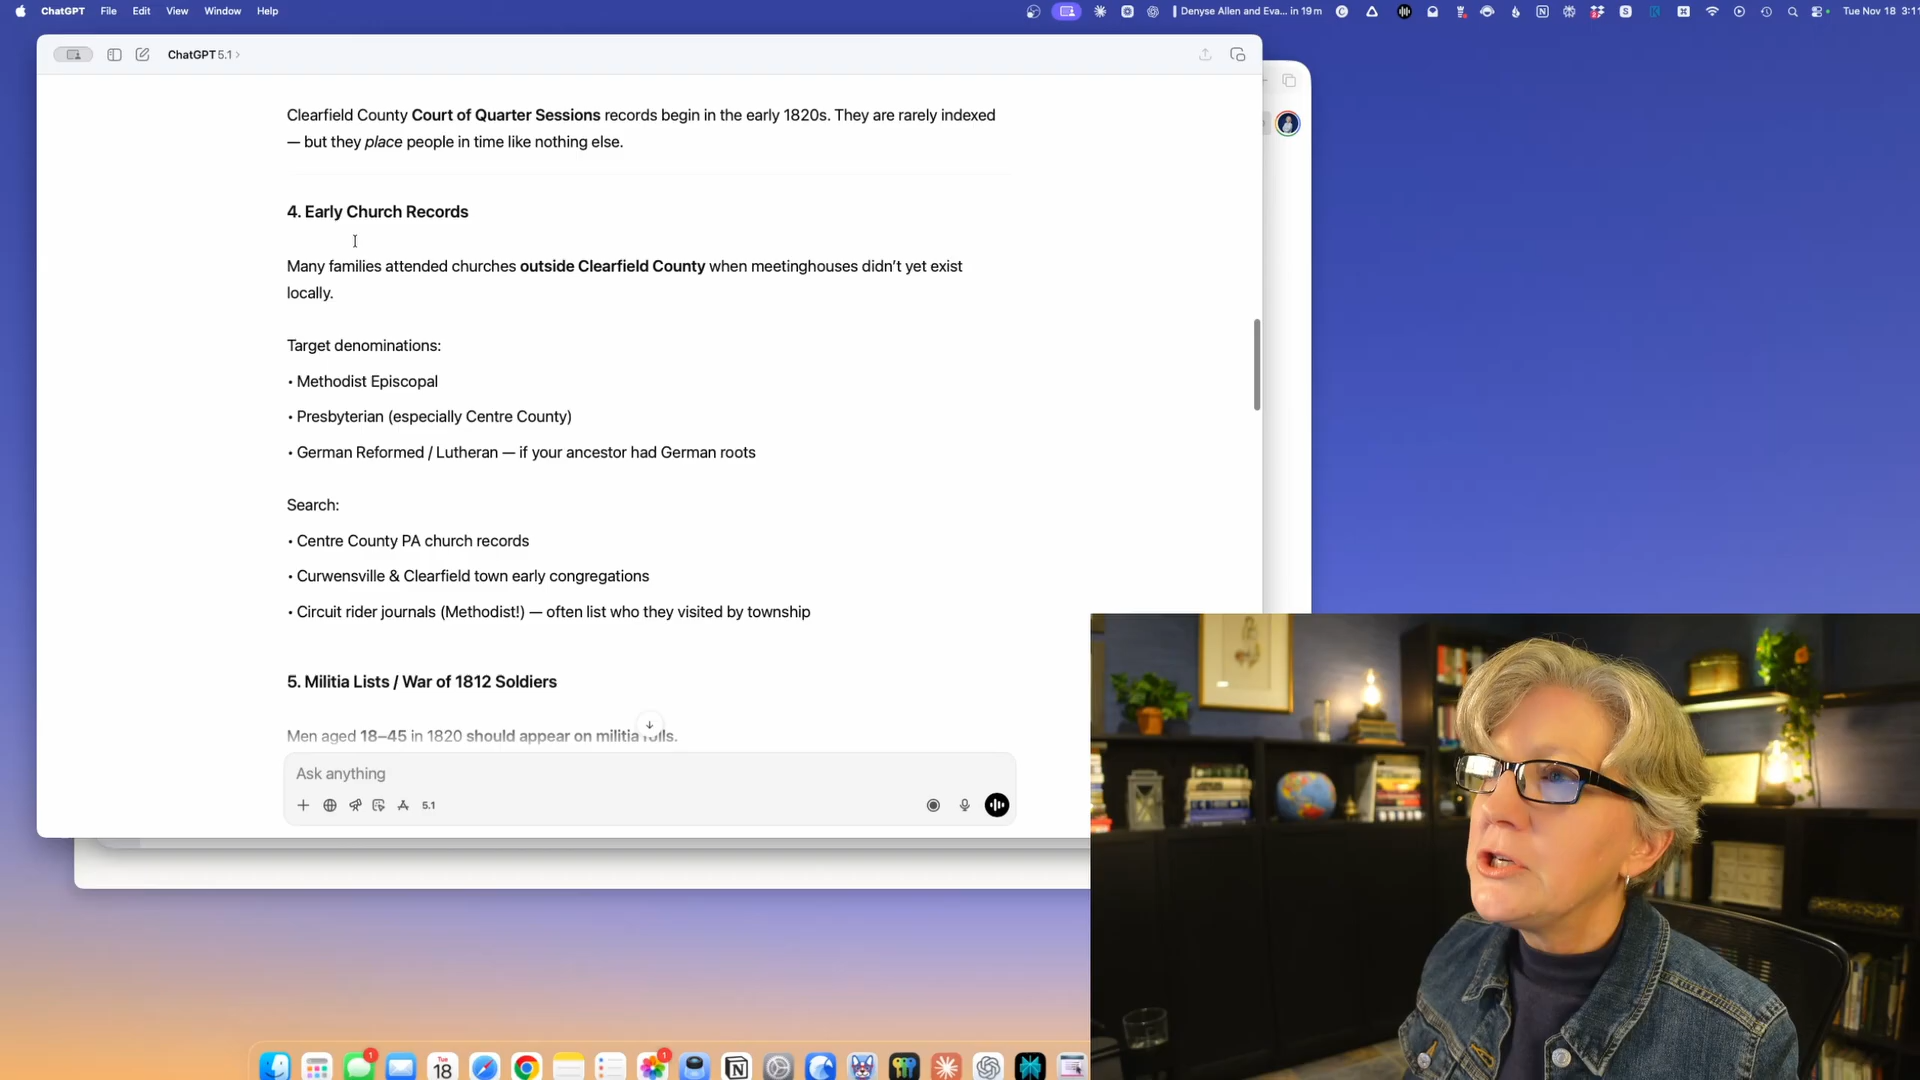 ChatGPT File Edit View Window Help
Denyse Allen and Eva... in 19m
Tue Nov 18 3:1
ChatGPT 5.1 >
Clearfield County Court of Quarter Sessions records begin in the early 1820s. They are rarely indexed
— but they place people in time like nothing else.
4. Early Church Records
Many families attended churches outside Clearfield County when meetinghouses didn’t yet exist
locally.
Target denominations:
• Methodist Episcopal
• Presbyterian (especially Centre County)
• German Reformed / Lutheran — if your ancestor had German roots
Search:
• Centre County PA church records
• Curwensville & Clearfield town early congregations
• Circuit rider journals (Methodist!) — often list who they visited by township
5. Militia Lists / War of 1812 Soldiers
Men aged 18–45 in 1820 should appear on militia rolls.
Ask anything
5.1
1
Tue
18
1